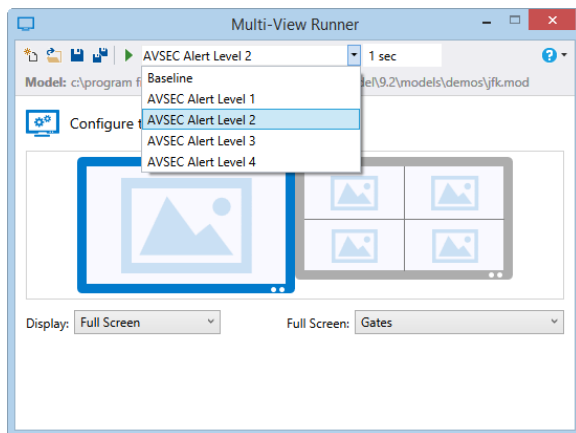 Multi-View Runner
AVSEC Alert Level 2 1 sec
Model: c:\program f el\9.2\models\demos\jfk.mod
Baseline
AVSEC Alert Level 1
Configure t
AVSEC Alert Level 2
AVSEC Alert Level 3
AVSEC Alert Level 4
Display: Full Screen Full Screen: Gates